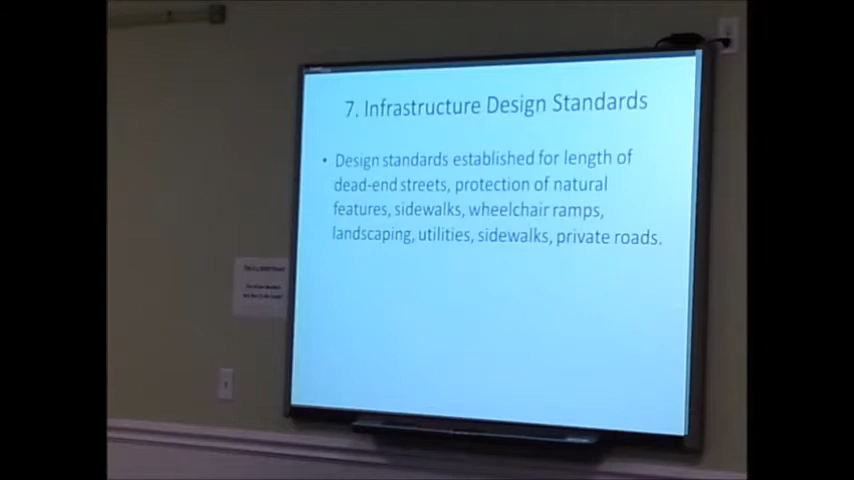 7. Infrastructure Design Standards
• Design standards established for length of
dead-end streets, protection of natural
features, sidewalks, wheelchair ramps,
landscaping, utilities, sidewalks, private roads.